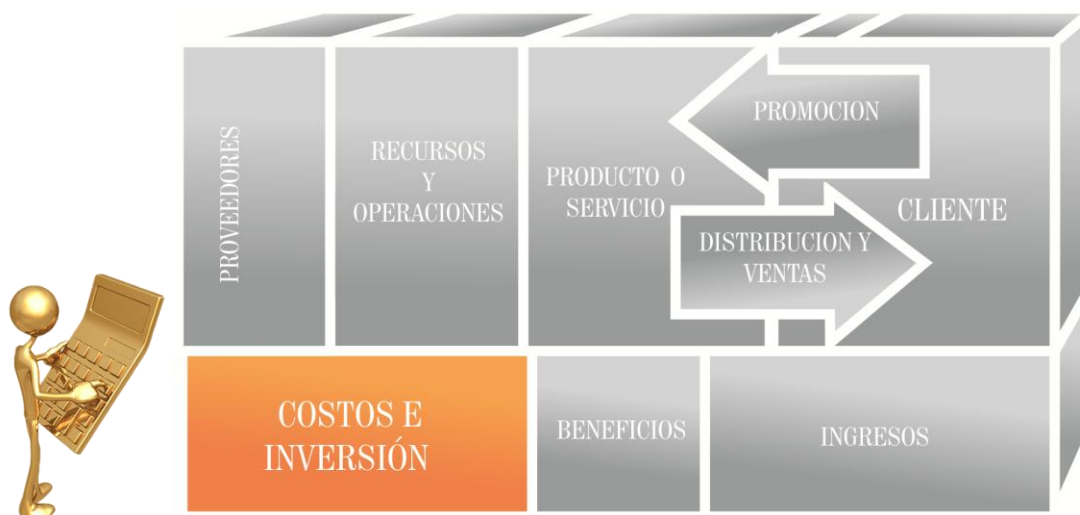 PROVEEDORES
RECURSOS
Y
OPERACIONES
PRODUCTO O
SERVICIO
PROMOCION
DISTRIBUCION Y
VENTAS
CLIENTE
COSTOS E
INVERSIÓN
BENEFICIOS
INGRESOS